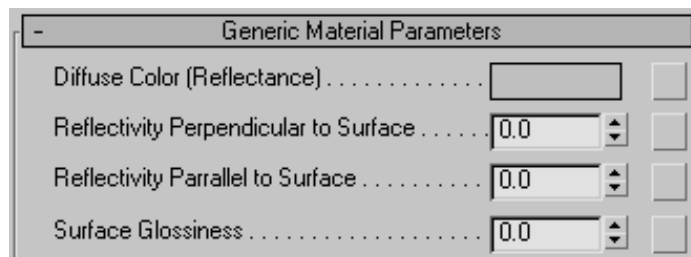 - Generic Material Parameters
Diffuse Color (Reflectance) . . . . . . . . . . . . .
Reflectivity Perpendicular to Surface . . . . . . 0.0
Reflectivity Parrallel to Surface . . . . . . . . . . 0.0
Surface Glossiness . . . . . . . . . . . . . . . . . . . . 0.0